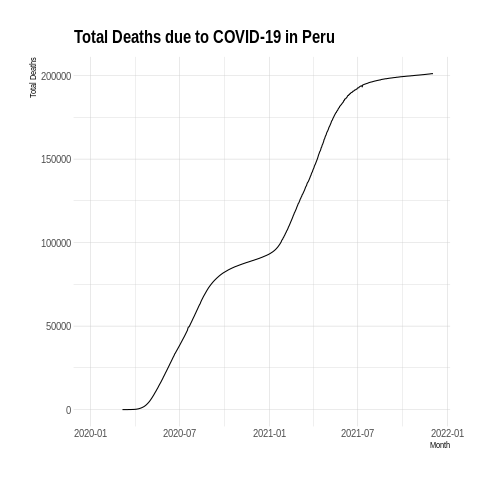 Total Deaths due to COVID-19 in Peru
Total Deaths
200000
150000
100000
50000
0
2020-01 2020-07 2021-01 2021-07 2022-01
Month